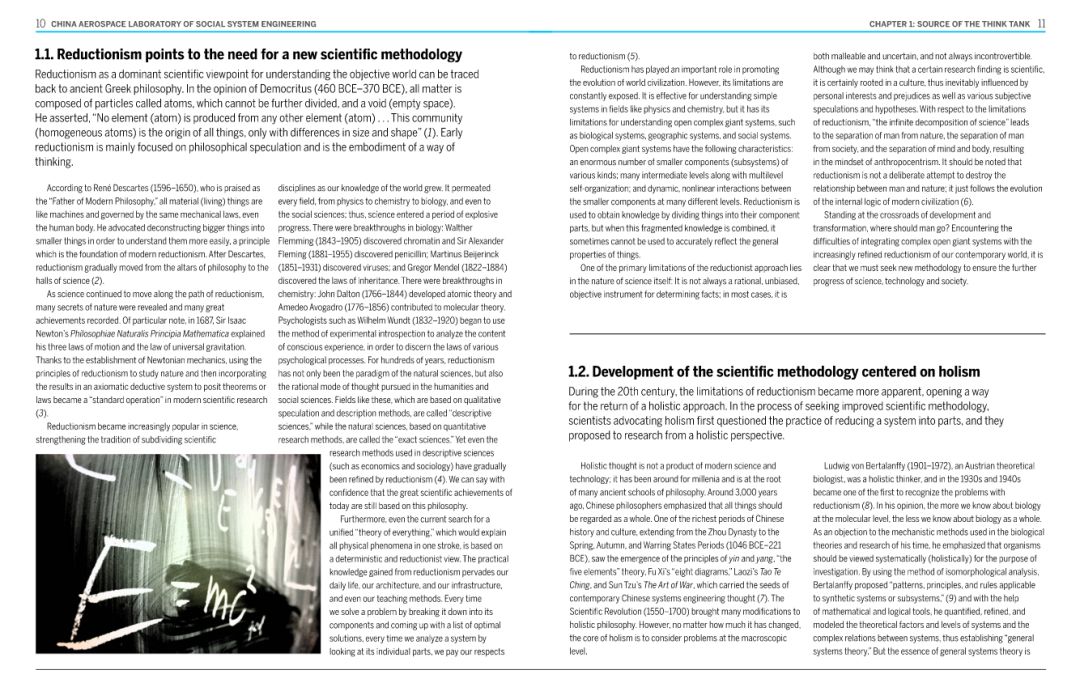 10 CHINA AEROSPACE LABORATORY OF SOCIAL SYSTEM ENGINEERING
1.1. Reductionism points to the need for a new scientific methodology
Reductionism as a dominant scientific viewpoint for understanding the objective world can be traced
back to ancient Greek philosophy. In the opinion of Democritus (460 BCE–370 BCE), all matter is
composed of particles called atoms, which cannot be further divided, and a void (empty space).
He asserted, “No element (atom) is produced from any other element (atom) . . . This community
(homogeneous atoms) is the origin of all things, only with differences in size and shape” (1). Early
reductionism is mainly focused on philosophical speculation and is the embodiment of a way of
thinking.
According to René Descartes (1596–1650), who is praised as
the “Father of Modern Philosophy,” all material (living) things are
like machines and governed by the same mechanical laws, even
the human body. He advocated deconstructing bigger things into
smaller things in order to understand them more easily, a principle
which is the foundation of modern reductionism. After Descartes,
reductionism gradually moved from the altars of philosophy to the
halls of science (2).
As science continued to move along the path of reductionism,
many secrets of nature were revealed and many great
achievements recorded. Of particular note, in 1687, Sir Isaac
Newton’s Philosophiae Naturalis Principia Mathematica explained
his three laws of motion and the law of universal gravitation.
Thanks to the establishment of Newtonian mechanics, using the
principles of reductionism to study nature and then incorporating
the results in an axiomatic deductive system to posit theorems or
laws became a “standard operation” in modern scientific research
(3).
Reductionism became increasingly popular in science,
strengthening the tradition of subdividing scientific
disciplines as our knowledge of the world grew. It permeated
every field, from physics to chemistry to biology, and even to
the social sciences; thus, science entered a period of explosive
progress. There were breakthroughs in biology: Walther
Flemming (1843–1905) discovered chromatin and Sir Alexander
Fleming (1881–1955) discovered penicillin; Martinus Beijerinck
(1851–1931) discovered viruses; and Gregor Mendel (1822–1884)
discovered the laws of inheritance. There were breakthroughs in
chemistry: John Dalton (1766–1844) developed atomic theory and
Amedeo Avogadro (1776–1856) contributed to molecular theory.
Psychologists such as Wilhelm Wundt (1832–1920) began to use
the method of experimental introspection to analyze the content
of conscious experience, in order to discern the laws of various
psychological processes. For hundreds of years, reductionism
has not only been the paradigm of the natural sciences, but also
the rational mode of thought pursued in the humanities and
social sciences. Fields like these, which are based on qualitative
speculation and description methods, are called “descriptive
sciences,” while the natural sciences, based on quantitative
research methods, are called the “exact sciences.” Yet even the
research methods used in descriptive sciences
(such as economics and sociology) have gradually
been refined by reductionism (4). We can say with
confidence that the great scientific achievements of
today are still based on this philosophy.
Furthermore, even the current search for a
unified “theory of everything,” which would explain
all physical phenomena in one stroke, is based on
a deterministic and reductionist view. The practical
knowledge gained from reductionism pervades our
daily life, our architecture, and our infrastructure,
and even our teaching methods. Every time
we solve a problem by breaking it down into its
components and coming up with a list of optimal
solutions, every time we analyze a system by
looking at its individual parts, we pay our respects
E = mc²
CHAPTER 1: SOURCE OF THE THINK TANK 11
to reductionism (5).
Reductionism has played an important role in promoting
the evolution of world civilization. However, its limitations are
constantly exposed. It is effective for understanding simple
systems in fields like physics and chemistry, but it has its
limitations for understanding open complex giant systems, such
as biological systems, geographic systems, and social systems.
Open complex giant systems have the following characteristics:
an enormous number of smaller components (subsystems) of
various kinds; many intermediate levels along with multilevel
self-organization; and dynamic, nonlinear interactions between
the smaller components at many different levels. Reductionism is
used to obtain knowledge by dividing things into their component
parts, but when this fragmented knowledge is combined, it
sometimes cannot be used to accurately reflect the general
properties of things.
One of the primary limitations of the reductionist approach lies
in the nature of science itself: It is not always a rational, unbiased,
objective instrument for determining facts; in most cases, it is
both malleable and uncertain, and not always incontrovertible.
Although we may think that a certain research finding is scientific,
it is certainly rooted in a culture, thus inevitably influenced by
personal interests and prejudices as well as various subjective
speculations and hypotheses. With respect to the limitations
of reductionism, “the infinite decomposition of science” leads
to the separation of man from nature, the separation of man
from society, and the separation of mind and body, resulting
in the mindset of anthropocentrism. It should be noted that
reductionism is not a deliberate attempt to destroy the
relationship between man and nature; it just follows the evolution
of the internal logic of modern civilization (6).
Standing at the crossroads of development and
transformation, where should man go? Encountering the
difficulties of integrating complex open giant systems with the
increasingly refined reductionism of our contemporary world, it is
clear that we must seek new methodology to ensure the further
progress of science, technology and society.
1.2. Development of the scientific methodology centered on holism
During the 20th century, the limitations of reductionism became more apparent, opening a way
for the return of a holistic approach. In the process of seeking improved scientific methodology,
scientists advocating holism first questioned the practice of reducing a system into parts, and they
proposed to research from a holistic perspective.
Holistic thought is not a product of modern science and
technology; it has been around for millenia and is at the root
of many ancient schools of philosophy. Around 3,000 years
ago, Chinese philosophers emphasized that all things should
be regarded as a whole. One of the richest periods of Chinese
history and culture, extending from the Zhou Dynasty to the
Spring, Autumn, and Warring States Periods (1046 BCE–221
BCE), saw the emergence of the principles of yin and yang, “the
five elements” theory, Fu Xi’s “eight diagrams,” Laozi’s Tao Te
Ching, and Sun Tzu’s The Art of War, which carried the seeds of
contemporary Chinese systems engineering thought (7). The
Scientific Revolution (1550–1700) brought many modifications to
holistic philosophy. However, no matter how much it has changed,
the core of holism is to consider problems at the macroscopic
level.
Ludwig von Bertalanffy (1901–1972), an Austrian theoretical
biologist, was a holistic thinker, and in the 1930s and 1940s
became one of the first to recognize the problems with
reductionism (8). In his opinion, the more we know about biology
at the molecular level, the less we know about biology as a whole.
As an objection to the mechanistic methods used in the biological
theories and research of his time, he emphasized that organisms
should be viewed systematically (holistically) for the purpose of
investigation. By using the method of isomorphological analysis,
Bertalanffy proposed “patterns, principles, and rules applicable
to synthetic systems or subsystems,” (9) and with the help
of mathematical and logical tools, he quantified, refined, and
modeled the theoretical factors and levels of systems and the
complex relations between systems, thus establishing “general
systems theory.” But the essence of general systems theory is